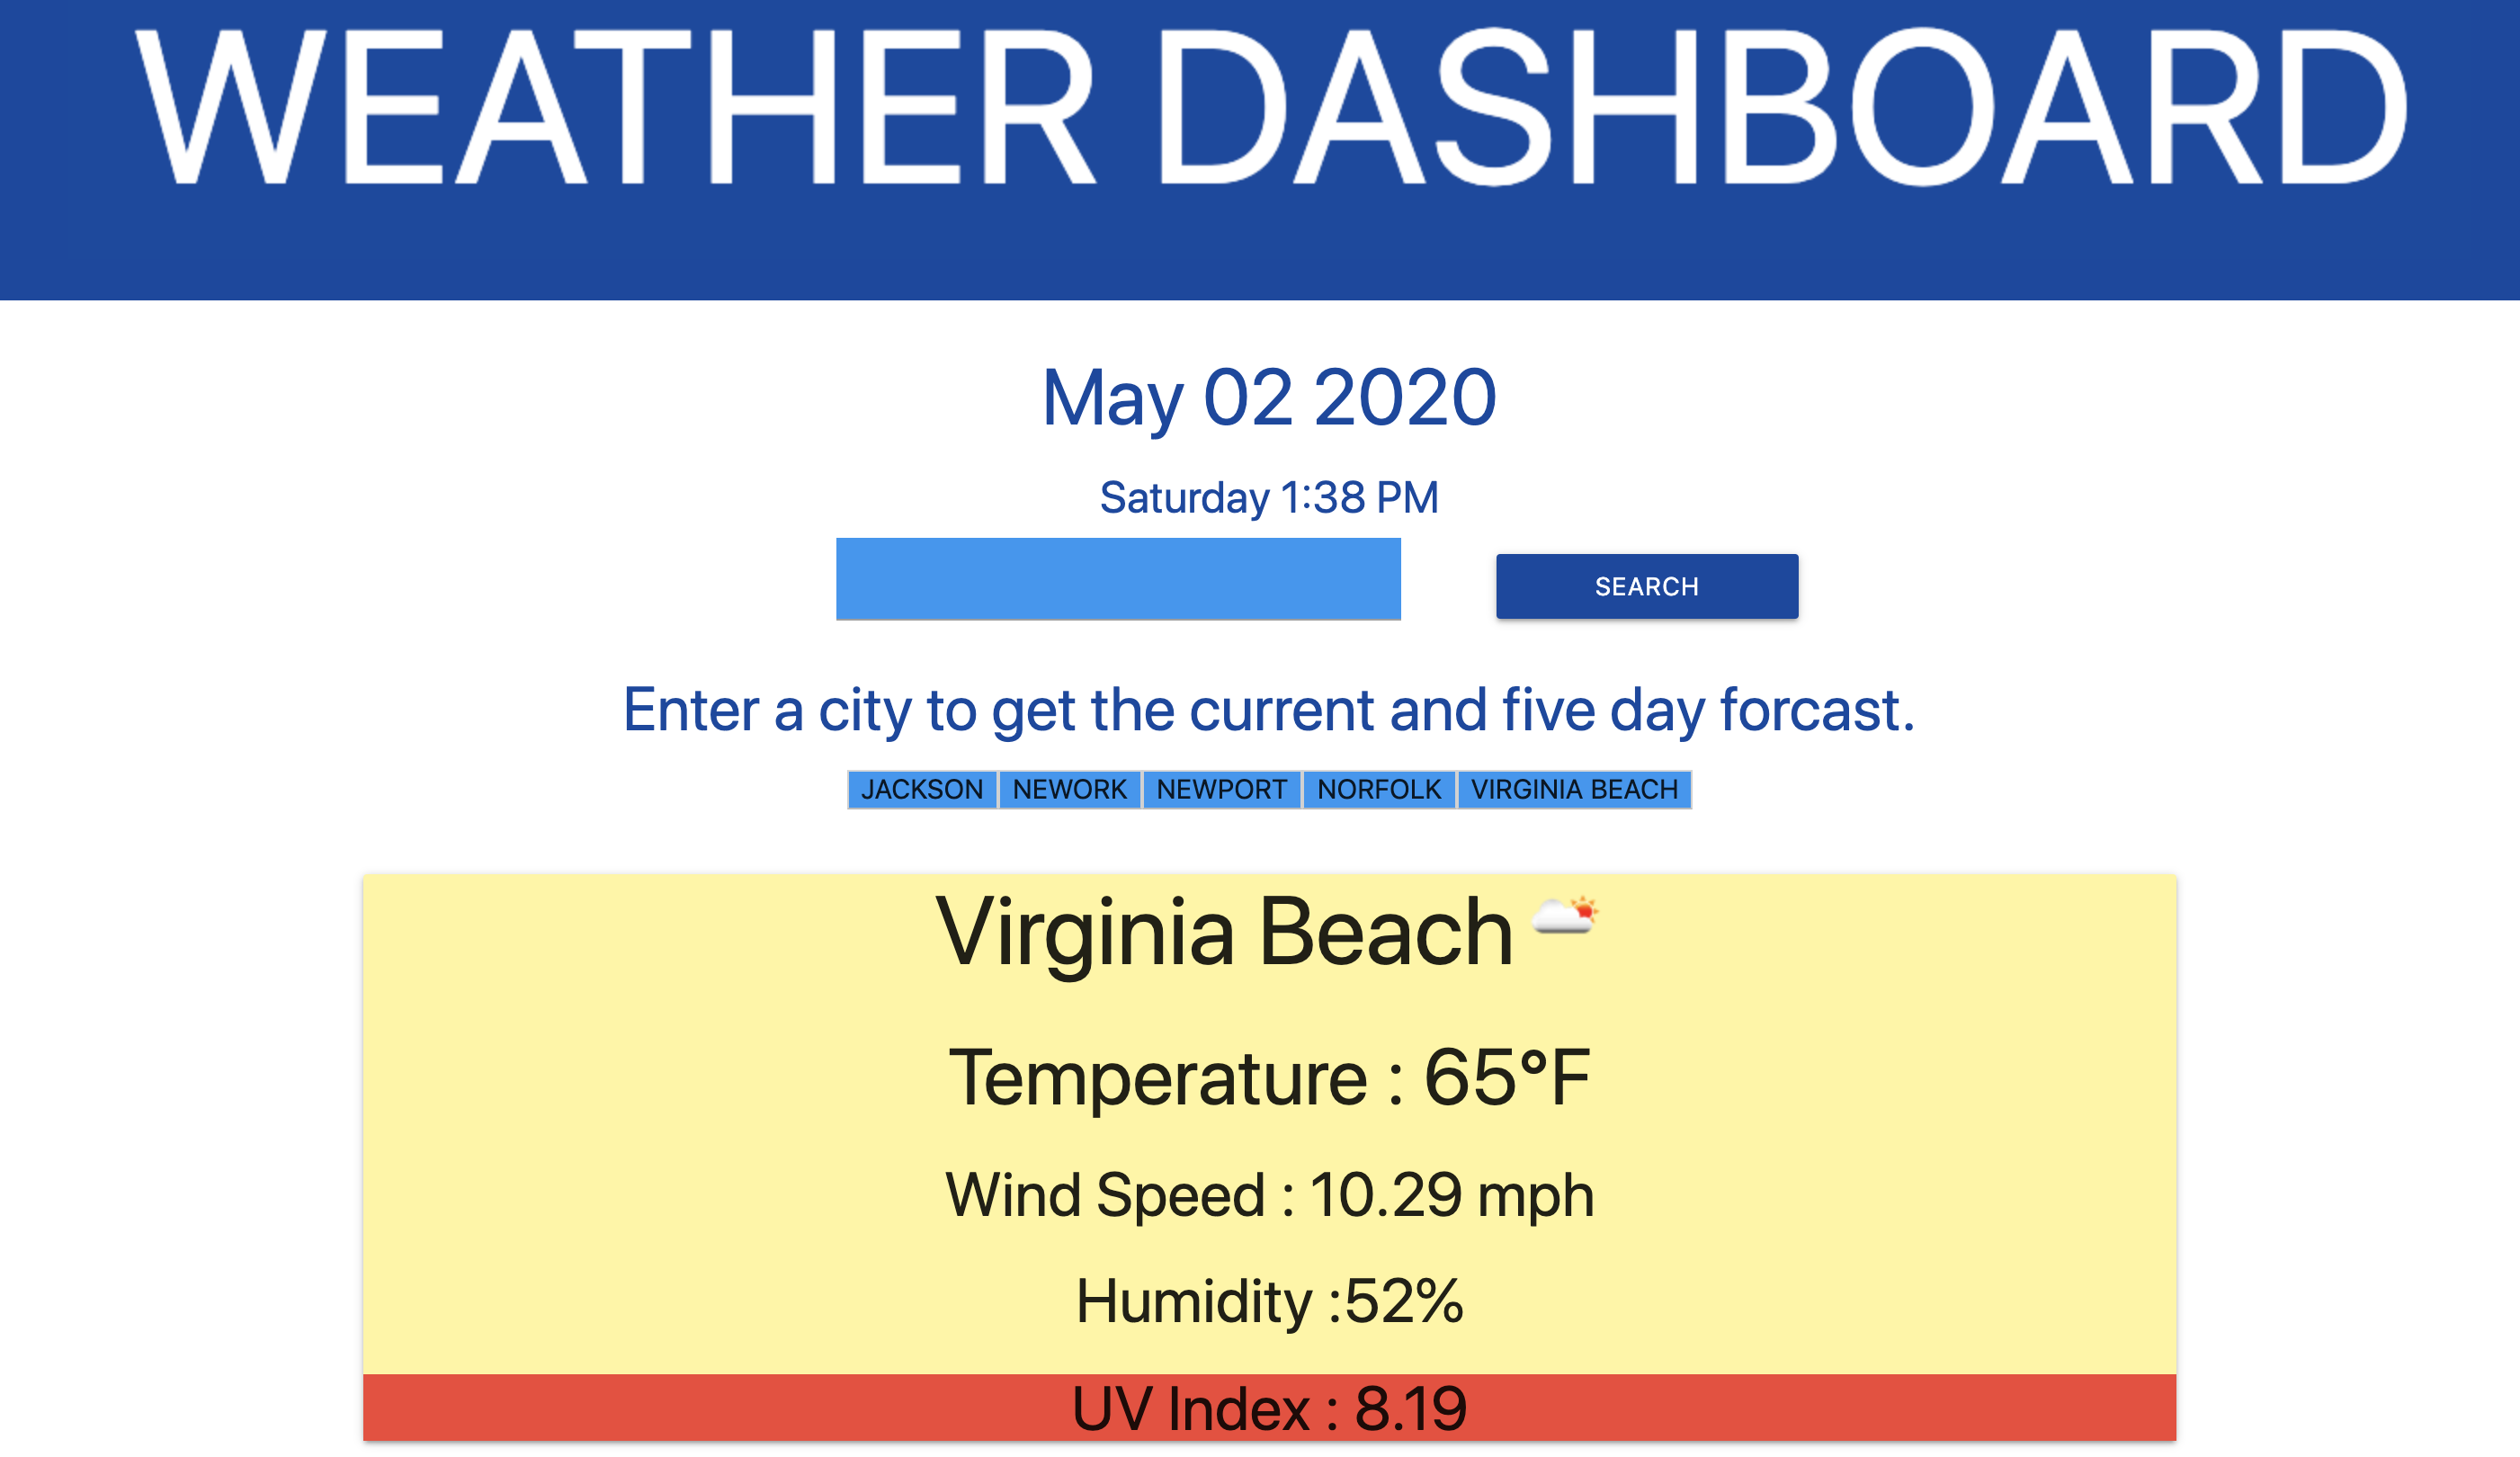 WEATHER DASHBOARD
May 02 2020
Saturday 1:38 PM
SEARCH
Enter a city to get the current and five day forcast.
JACKSON NEWORK NEWPORT NORFOLK VIRGINIA BEACH
Virginia Beach
Temperature : 65°F
Wind Speed : 10.29 mph
Humidity :52%
UV Index : 8.19